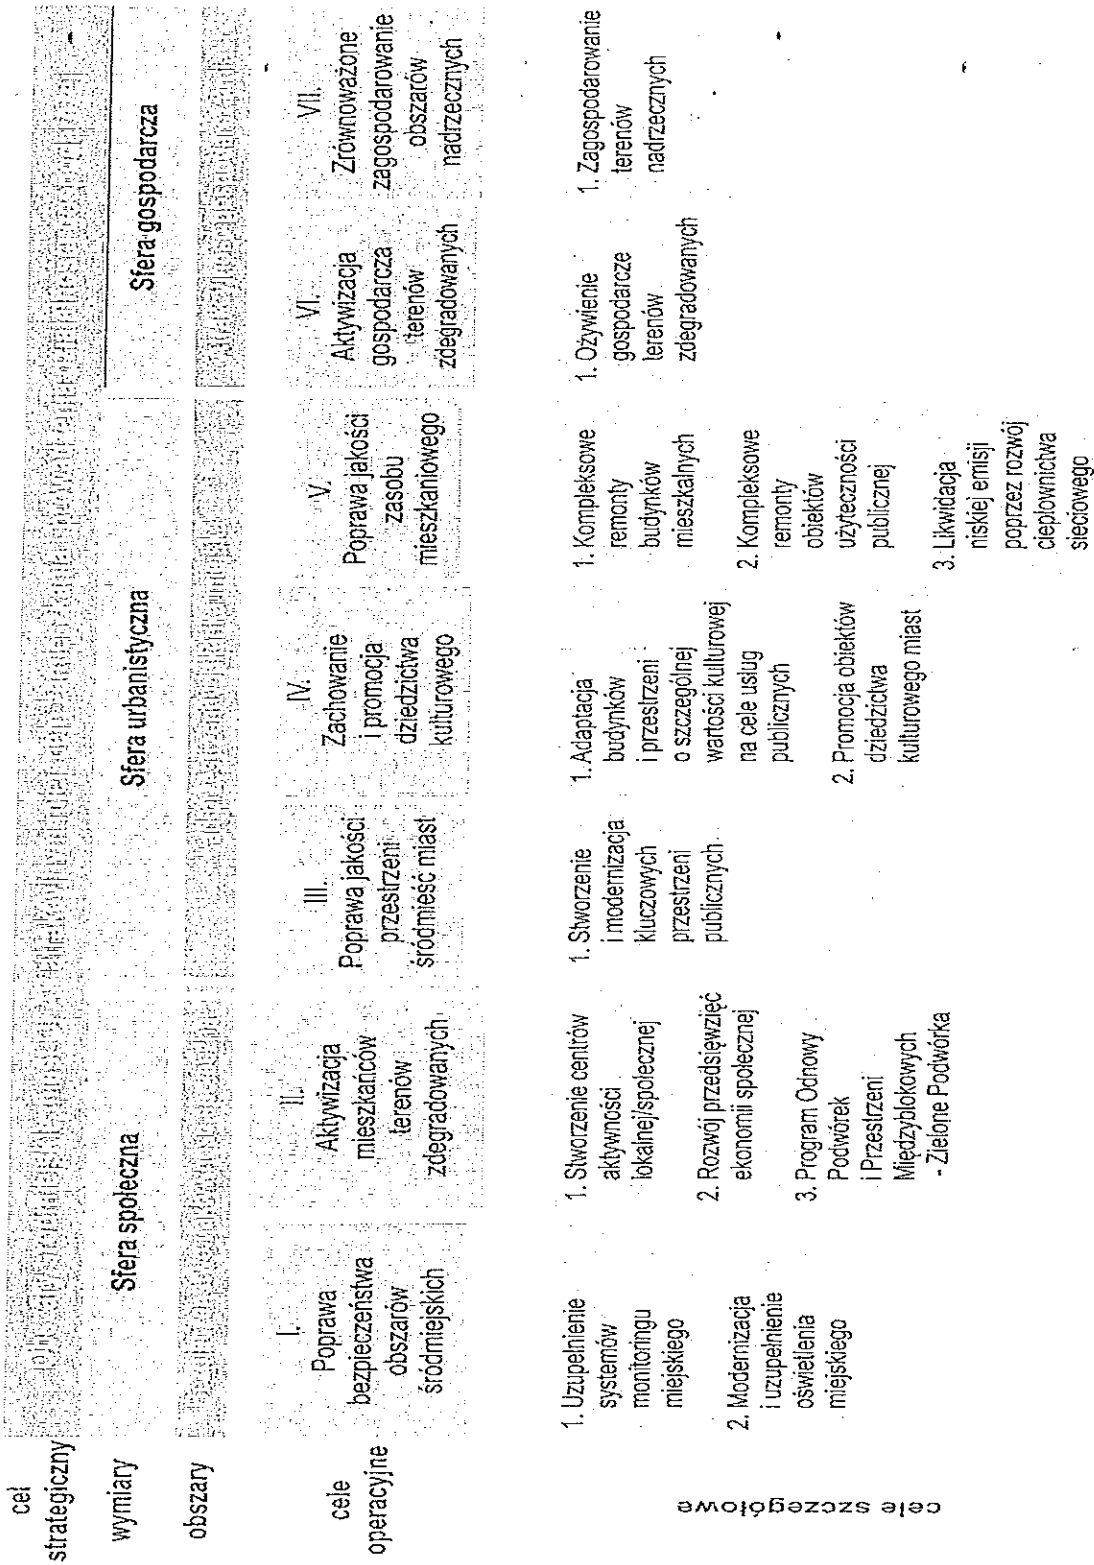 cel
strategiczny
wymiary
Sfera społeczna
Sfera urbanistyczna
Sfera gospodarcza
obszary
cele
operacyjne
I.
Poprawa
bezpieczeństwa
obszarów
śródmiejskich
II.
Aktywizacja
mieszkańców
terenów
zdegradowanych
III.
Poprawa jakości
przestrzeni
śródmieść miast
IV.
Zachowanie
i promocja
dziedzictwa
kulturowego
V.
Poprawa jakości
zasobu
mieszkaniowego
VI.
Aktywizacja
gospodarcza
terenów
zdegradowanych
VII.
Zrównoważone
zagospodarowanie
obszarów
nadrzecznych
cele szczegółowe
1. Uzupełnienie
systemów
monitoringu
miejskiego
2. Modernizacja
i uzupełnienie
oświetlenia
miejskiego
1. Stworzenie centrów
aktywności
lokalnej/społecznej
2. Rozwój przedsięwzięć
ekonomii społecznej
3. Program Odnowy
Podwórek
i Przestrzeni
Międzyblokowych
- Zielone Podwórka
1. Stworzenie
i modernizacja
kluczowych
przestrzeni
publicznych
1. Adaptacja
budynków
i przestrzeni
o szczególnej
wartości kulturowej
na cele usług
publicznych
2. Promocja obiektów
dziedzictwa
kulturowego miast
1. Kompleksowe
remonty
budynków
mieszkalnych
2. Kompleksowe
remonty
obiektów
użyteczności
publicznej
3. Likwidacja
niskiej emisji
poprzez rozwój
ciepłownictwa
sieciowego
1. Ożywienie
gospodarcze
terenów
zdegradowanych
1. Zagospodarowanie
terenów
nadrzecznych